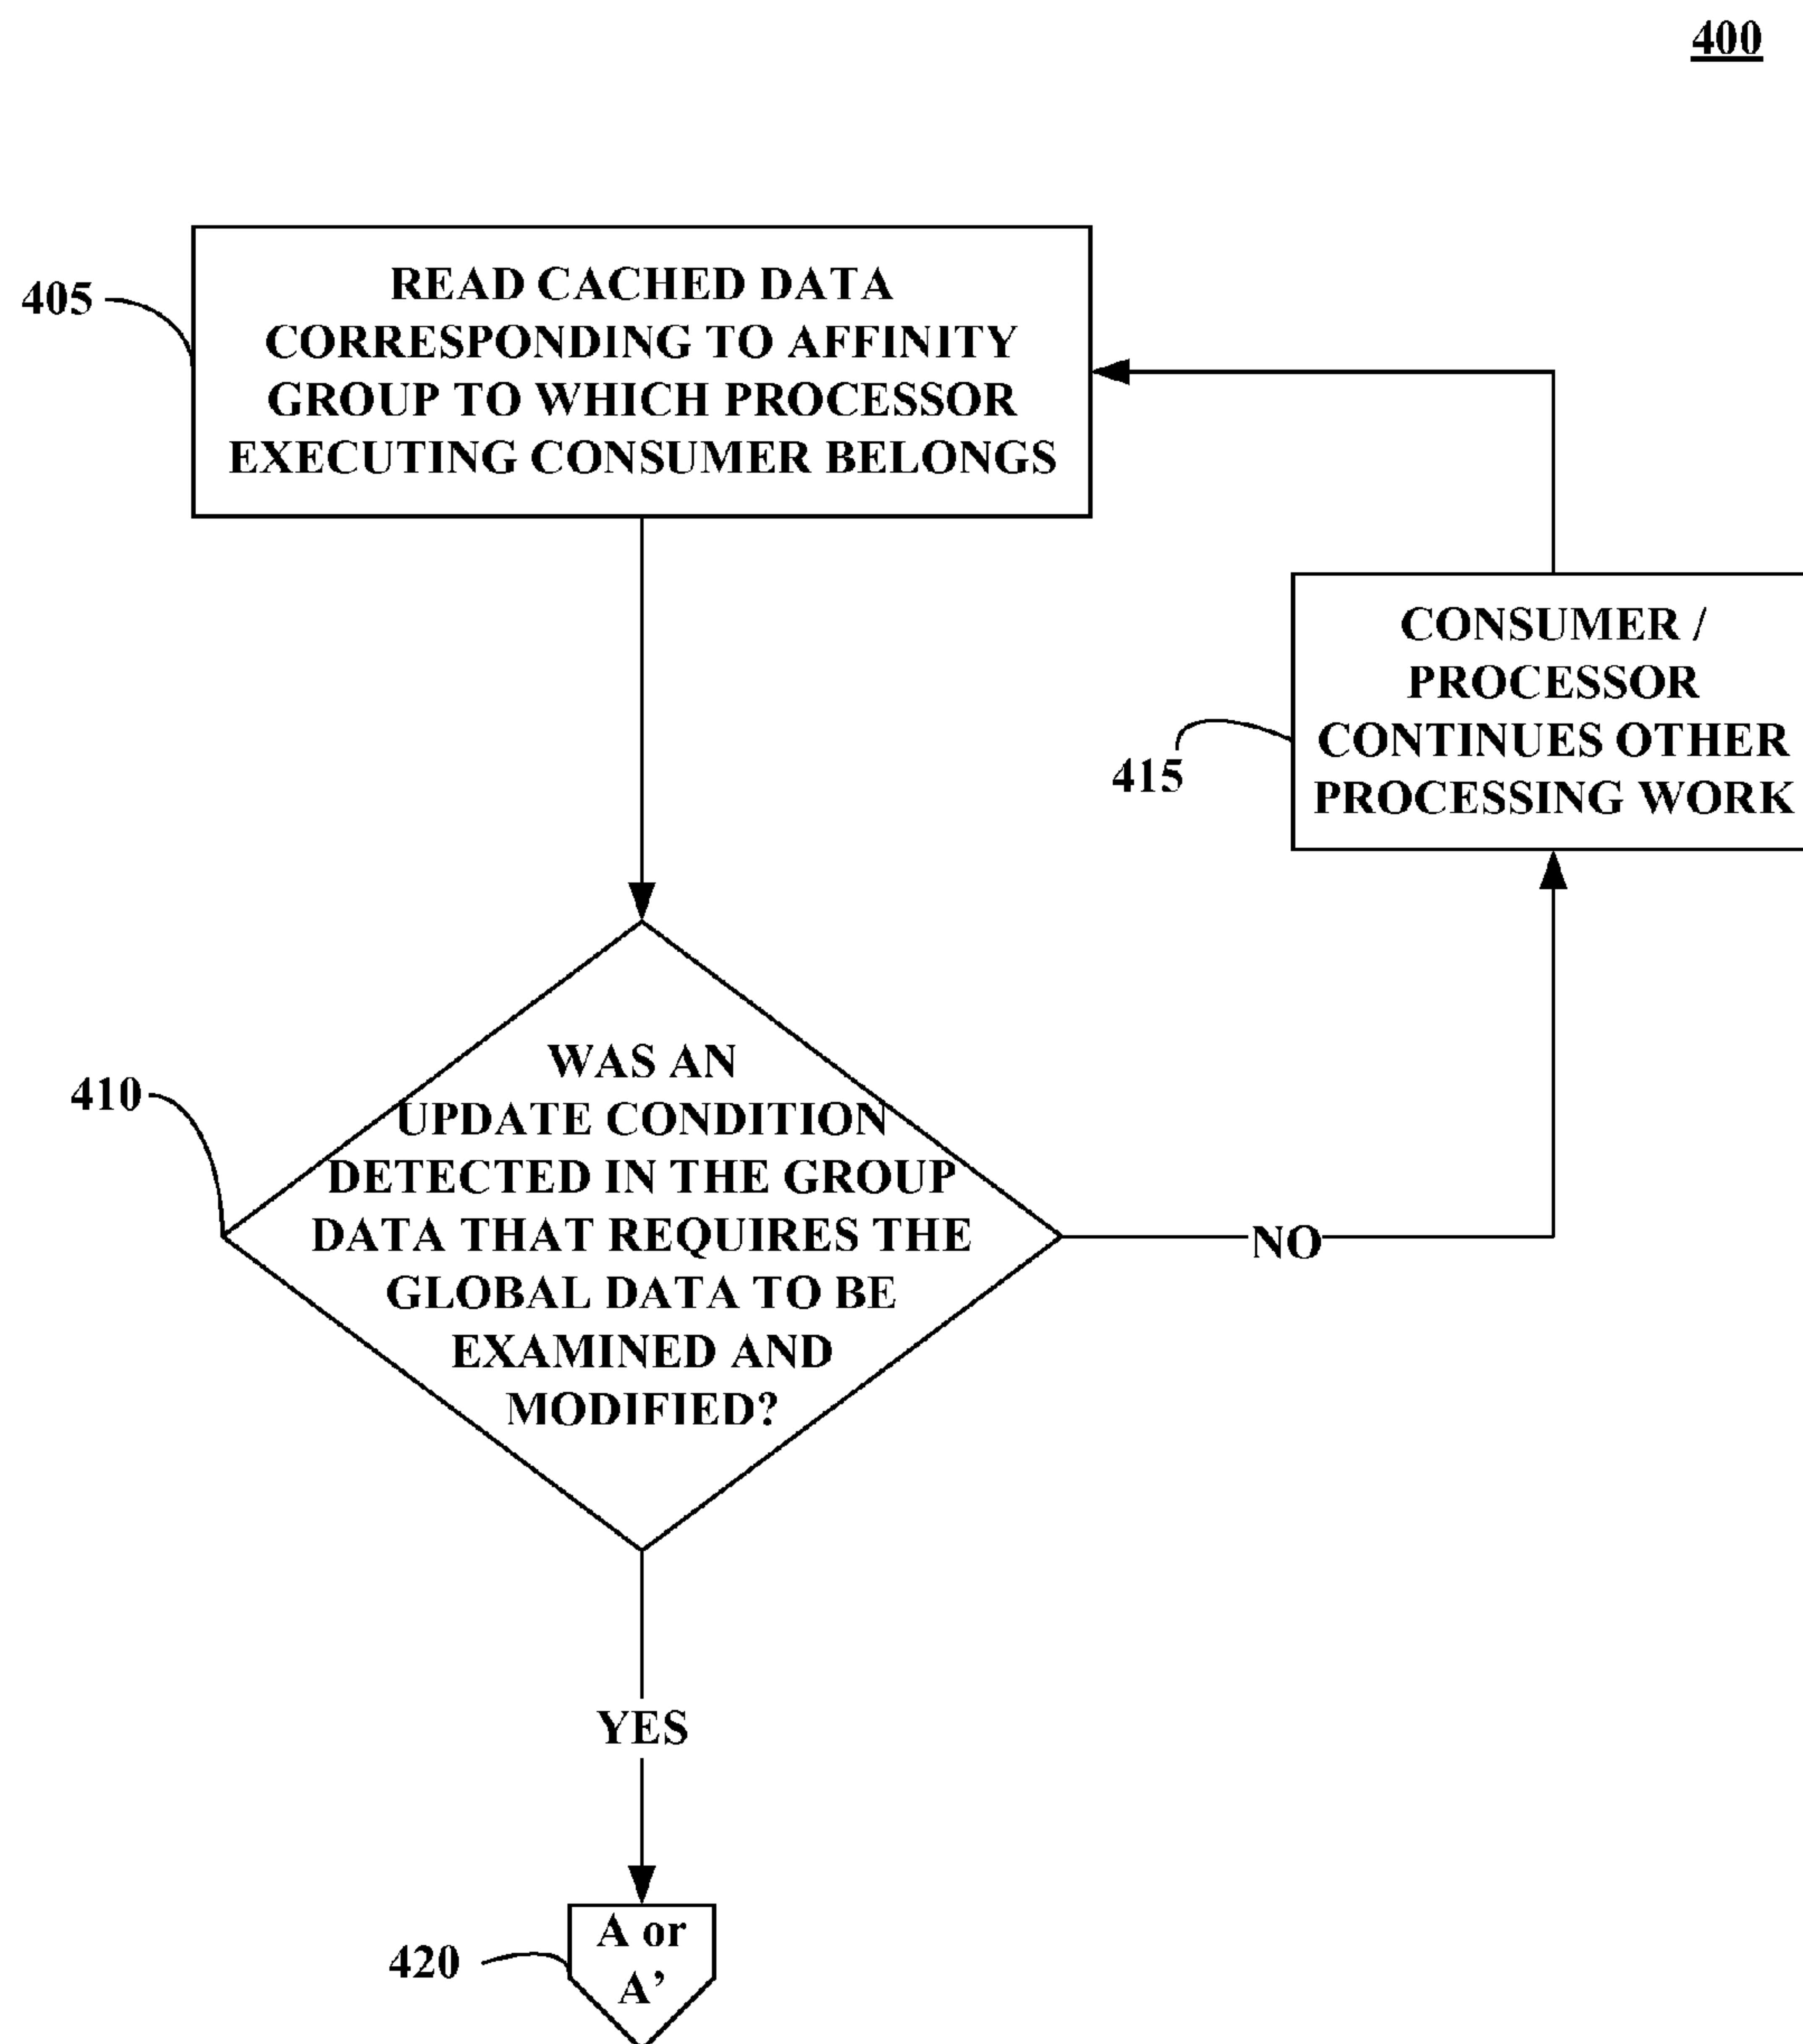 400
405
READ CACHED DATA
CORRESPONDING TO AFFINITY
GROUP TO WHICH PROCESSOR
EXECUTING CONSUMER BELONGS
415
CONSUMER /
PROCESSOR
CONTINUES OTHER
PROCESSING WORK
410
WAS AN
UPDATE CONDITION
DETECTED IN THE GROUP
DATA THAT REQUIRES THE
GLOBAL DATA TO BE
EXAMINED AND
MODIFIED?
NO
YES
420
A or
A’